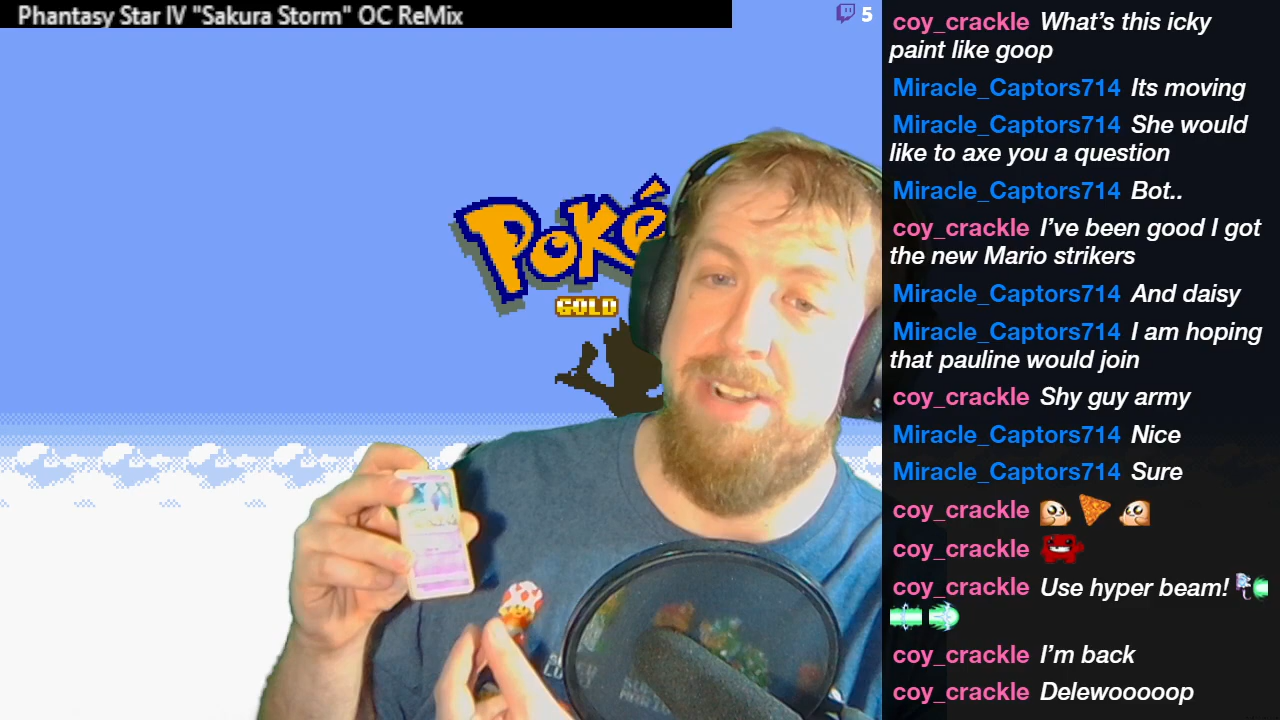 Phantasy Star IV "Sakura Storm" OC ReMix
5
POKé
GOLD
coy_crackle What’s this icky
paint like goop
Miracle_Captors714 Its moving
Miracle_Captors714 She would
like to axe you a question
Miracle_Captors714 Bot..
coy_crackle I’ve been good I got
the new Mario strikers
Miracle_Captors714 And daisy
Miracle_Captors714 I am hoping
that pauline would join
coy_crackle Shy guy army
Miracle_Captors714 Nice
Miracle_Captors714 Sure
coy_crackle
coy_crackle
coy_crackle Use hyper beam!
coy_crackle I’m back
coy_crackle Delewooooop